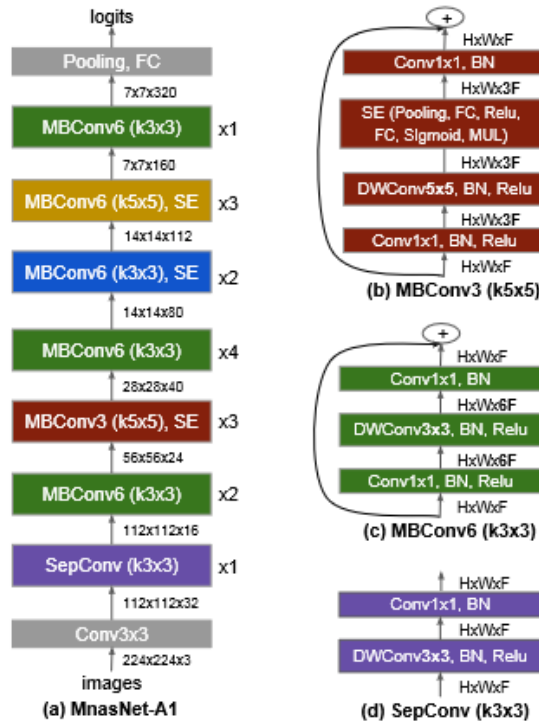 logits
Pooling, FC
7x7x320
MBConv6 (k3x3) x1
7x7x160
MBConv6 (k5x5), SE x3
14x14x112
MBConv6 (k3x3), SE x2
14x14x80
MBConv6 (k3x3) x4
28x28x40
MBConv3 (k5x5), SE x3
56x56x24
MBConv6 (k3x3) x2
112x112x16
SepConv (k3x3) x1
112x112x32
Conv3x3
224x224x3
images
(a) MnasNet-A1
+
HxWxF
Conv1x1, BN
HxWx3F
SE (Pooling, FC, Relu,
FC, SIgmoid, MUL)
HxWx3F
DWConv5x5, BN, Relu
HxWx3F
Conv1x1, BN, Relu
HxWxF
(b) MBConv3 (k5x5)
+
HxWxF
Conv1x1, BN
HxWx6F
DWConv3x3, BN, Relu
HxWx6F
Conv1x1, BN, Relu
HxWxF
(c) MBConv6 (k3x3)
HxWxF
Conv1x1, BN
HxWxF
DWConv3x3, BN, Relu
HxWxF
(d) SepConv (k3x3)